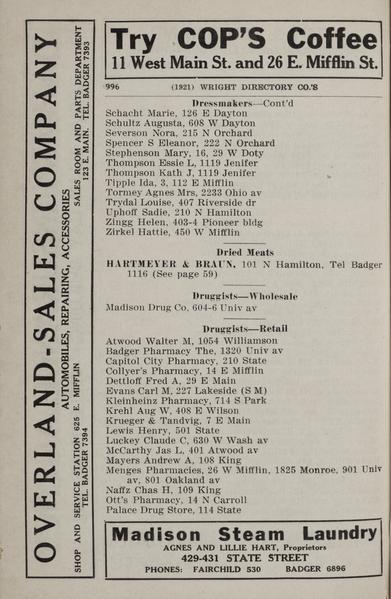 Try COP'S Coffee
11 West Main St. and 26 E. Mifflin St.
OVERLAND-SALES COMPANY
AUTOMOBILES, REPAIRING, ACCESSORIES
SHOP AND SERVICE STATION 625 E. MIFFLIN
TEL. BADGER 7394
SALES ROOM AND PARTS DEPARTMENT
123 E. MAIN. TEL. BADGER 7393
996 (1921) WRIGHT DIRECTORY CO.'S
Dressmakers—Cont'd
Schacht Marie, 126 E Dayton
Schultz Augusta, 608 W Dayton
Severson Nora, 215 N Orchard
Spencer S Eleanor, 222 N Orchard
Stephenson Mary, 16, 29 W Doty
Thompson Essie L, 1119 Jenifer
Thompson Kath J, 1119 Jenifer
Tipple Ida, 3, 112 E Mifflin
Tormey Agnes Mrs, 2233 Ohio av
Trydal Louise, 407 Riverside dr
Uphoff Sadie, 210 N Hamilton
Zingg Helen, 403-4 Pioneer bldg
Zirkel Hattie, 450 W Mifflin
Dried Meats
HARTMEYER & BRAUN, 101 N Hamilton, Tel Badger
1116 (See page 59)
Druggists—Wholesale
Madison Drug Co, 604-6 Univ av
Druggists—Retail
Atwood Walter M, 1054 Williamson
Badger Pharmacy The, 1320 Univ av
Capitol City Pharmacy, 210 State
Collyer's Pharmacy, 14 E Mifflin
Dettloff Fred A, 29 E Main
Evans Carl M, 227 Lakeside (S M)
Kleinheinz Pharmacy, 714 S Park
Krehl Aug W, 408 E Wilson
Krueger & Tandvig, 7 E Main
Lewis Henry, 501 State
Luckey Claude C, 630 W Wash av
McCarthy Jas L, 401 Atwood av
Mayers Andrew A, 108 King
Menges Pharmacies, 26 W Mifflin, 1825 Monroe, 901 Univ
av, 801 Oakland av
Naffz Chas H, 109 King
Ott's Pharmacy, 14 N Carroll
Palace Drug Store, 114 State
Madison Steam Laundry
AGNES AND LILLIE HART, Proprietors
429-431 STATE STREET
PHONES: FAIRCHILD 530 BADGER 6896